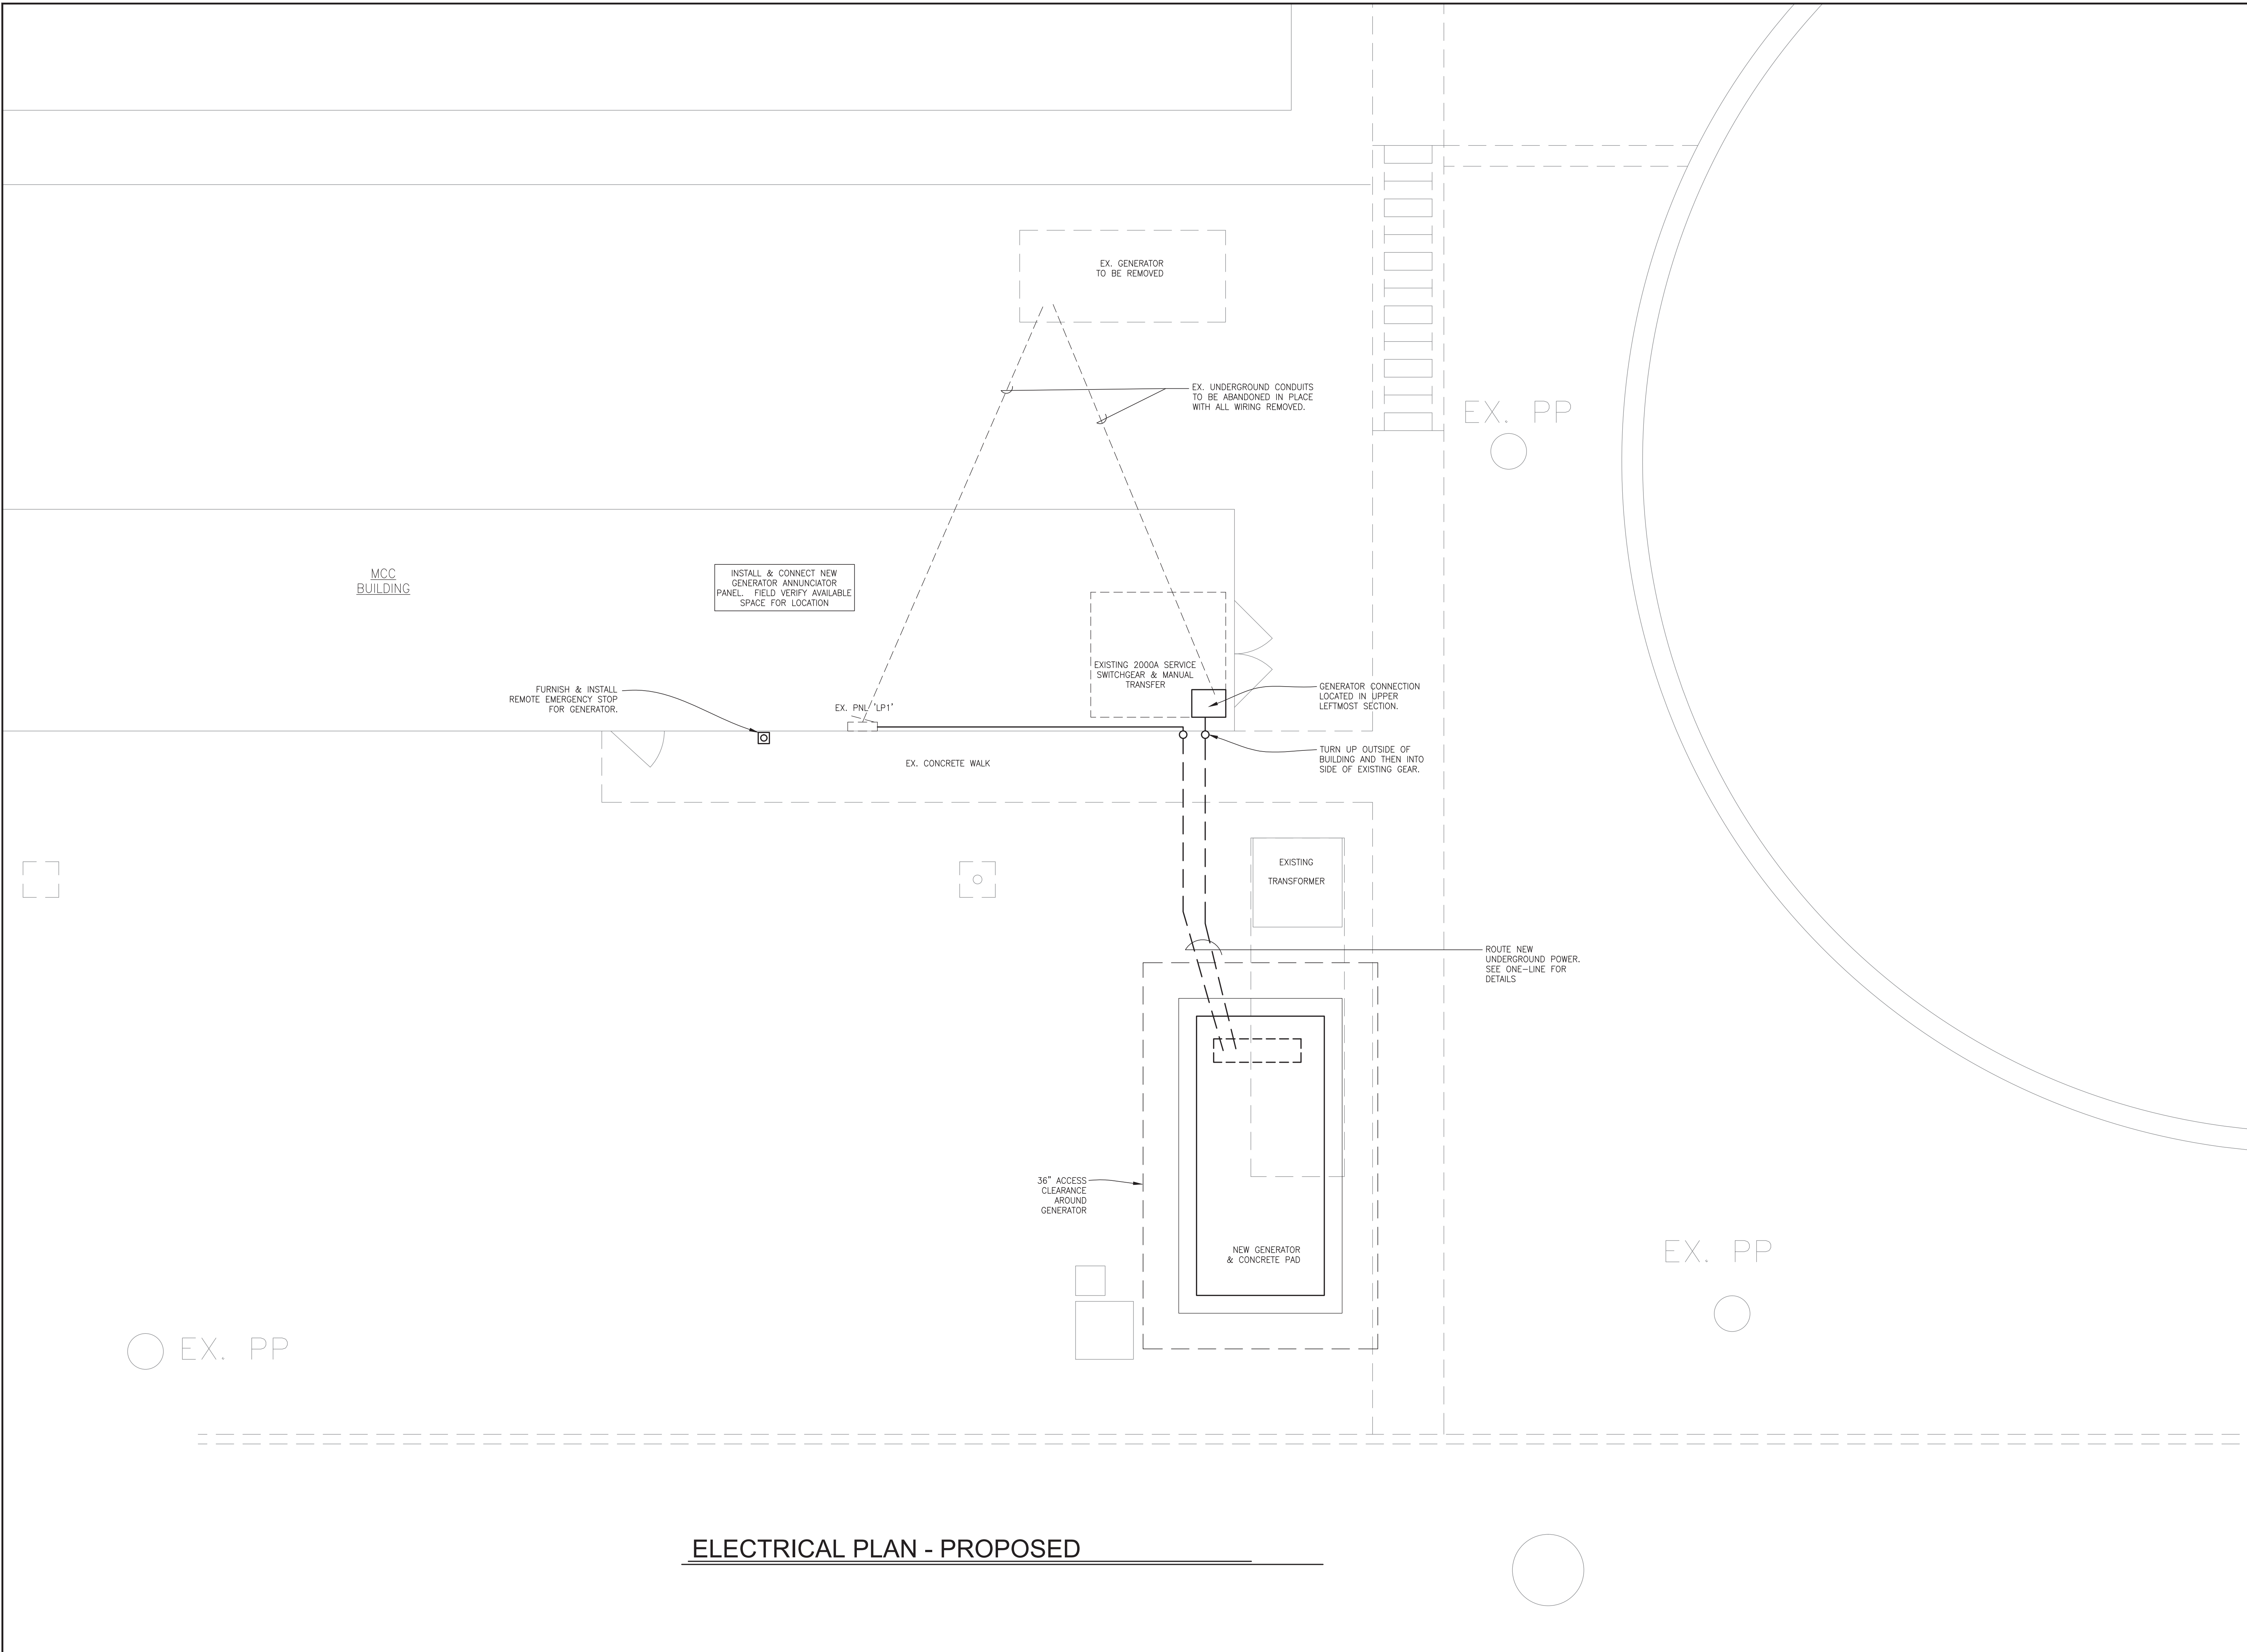 EX. GENERATOR
TO BE REMOVED
EX. UNDERGROUND CONDUITS
TO BE ABANDONED IN PLACE
WITH ALL WIRING REMOVED.
EX. PP
MCC
BUILDING
INSTALL & CONNECT NEW
GENERATOR ANNUNCIATOR
PANEL. FIELD VERIFY AVAILABLE
SPACE FOR LOCATION
EXISTING 2000A SERVICE
SWITCHGEAR & MANUAL
TRANSFER
FURNISH & INSTALL
REMOTE EMERGENCY STOP
FOR GENERATOR.
EX. PNL 'LP1'
GENERATOR CONNECTION
LOCATED IN UPPER
LEFTMOST SECTION.
TURN UP OUTSIDE OF
BUILDING AND THEN INTO
SIDE OF EXISTING GEAR.
EX. CONCRETE WALK
EXISTING
TRANSFORMER
ROUTE NEW
UNDERGROUND POWER.
SEE ONE-LINE FOR
DETAILS
36" ACCESS
CLEARANCE
AROUND
GENERATOR
NEW GENERATOR
& CONCRETE PAD
EX. PP
EX. PP
ELECTRICAL PLAN - PROPOSED